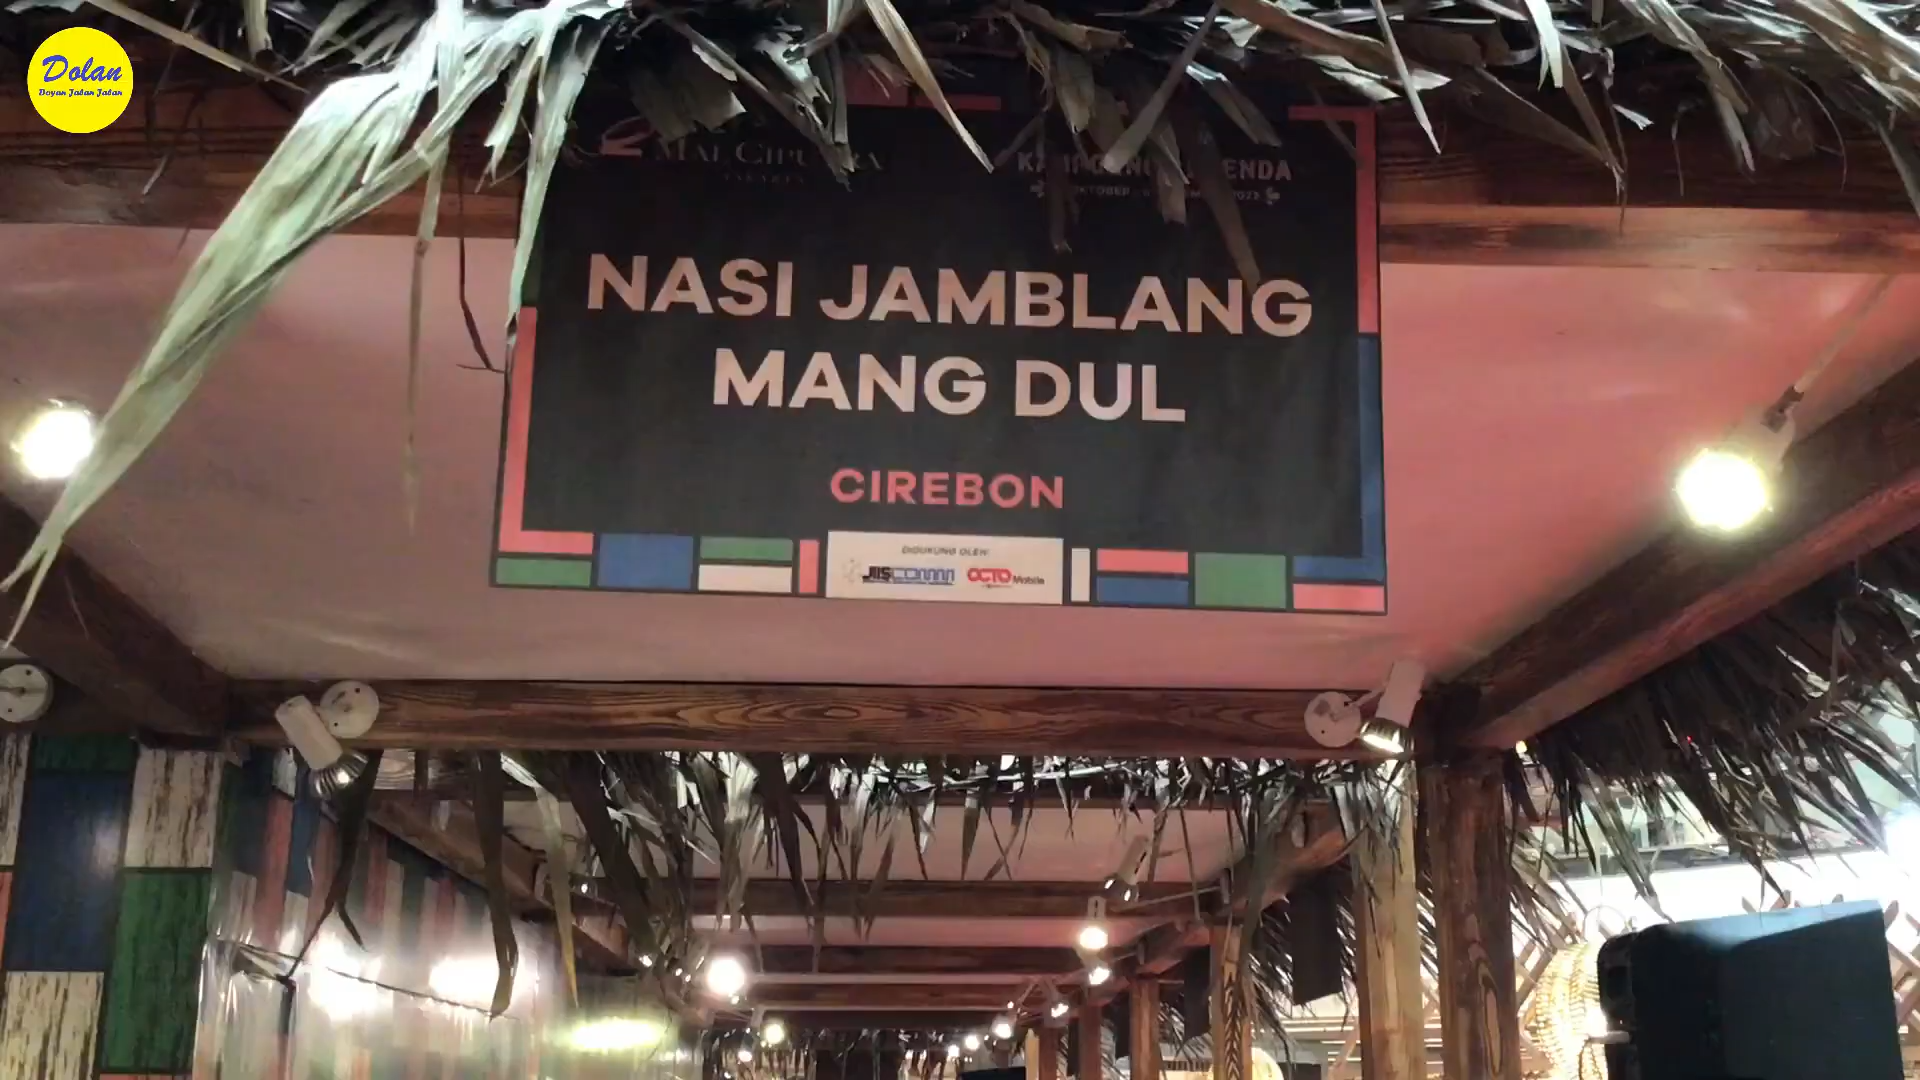 Dolan
Doyan Jalan Jalan
NASI JAMBLANG
MANG DUL
CIREBON
DIDUKUNG OLEH:
OCTO Mobile